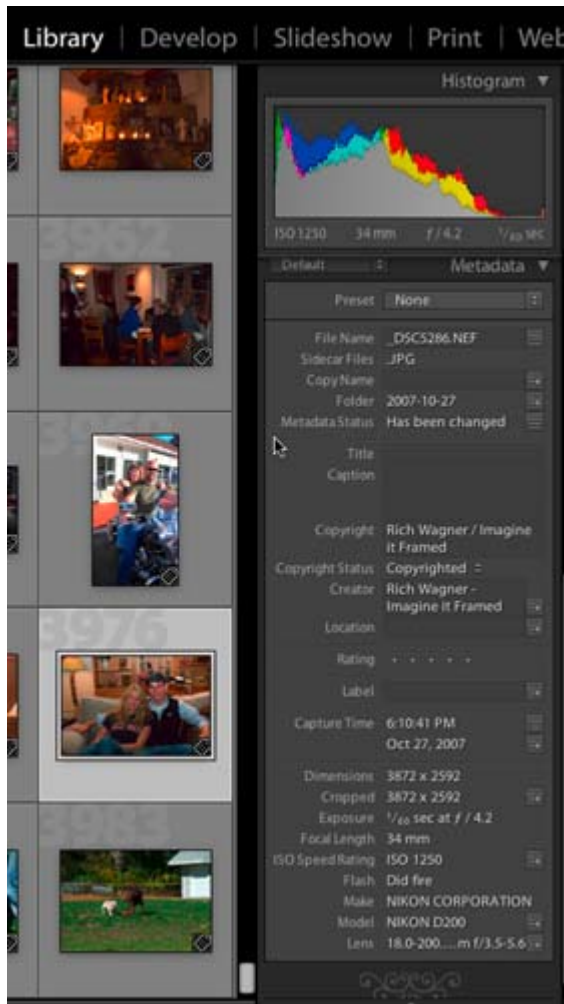 Library | Develop | Slideshow | Print | Web
Histogram
ISO 1250 34 mm f / 4.2 1/60 sec
Default Metadata
Preset None
File Name _DSC5286.NEF
Sidecar Files .JPG
Copy Name
Folder 2007-10-27
Metadata Status Has been changed
Title
Caption
Copyright Rich Wagner / Imagine
it Framed
Copyright Status Copyrighted
Creator Rich Wagner -
Imagine it Framed
Location
Rating
Label
Capture Time 6:10:41 PM
Oct 27, 2007
Dimensions 3872 x 2592
Cropped 3872 x 2592
Exposure 1/60 sec at f / 4.2
Focal Length 34 mm
ISO Speed Rating ISO 1250
Flash Did fire
Make NIKON CORPORATION
Model NIKON D200
Lens 18.0-200.....m f/3.5-5.6
3962
3976
3983